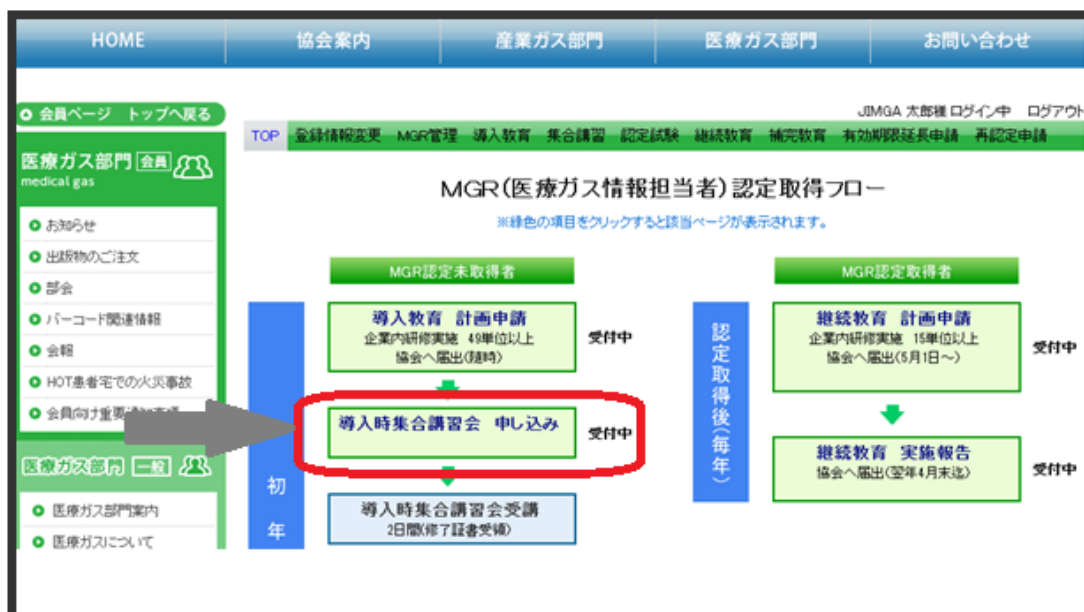 HOME 協会案内 産業ガス部門 医療ガス部門 お問い合わせ
会員ページ トップへ戻る
JIMGA 太郎様 ログイン中 ログアウト
TOP 登録情報変更 MGR管理 導入教育 集合講習 認定試験 継続教育 補完教育 有効期限延長申請 再認定申請
医療ガス部門 会員
medical gas
お知らせ
出版物のご注文
部会
バーコード関連情報
会報
HOT患者宅での火災事故
会員向け重要
医療ガス部門 一般
医療ガス部門案内
医療ガスについて
MGR(医療ガス情報担当者)認定取得フロー
※緑色の項目をクリックすると該当ページが表示されます。
MGR認定未取得者
初年
導入教育 計画申請
企業内研修実施 49単位以上
協会へ届出(随時)
受付中
導入時集合講習会 申し込み
受付中
導入時集合講習会受講
2日間(修了証書受領)
MGR認定取得者
認定取得後(毎年)
継続教育 計画申請
企業内研修実施 15単位以上
協会へ届出(5月1日~)
受付中
継続教育 実施報告
協会へ届出(翌年4月末迄)
受付中